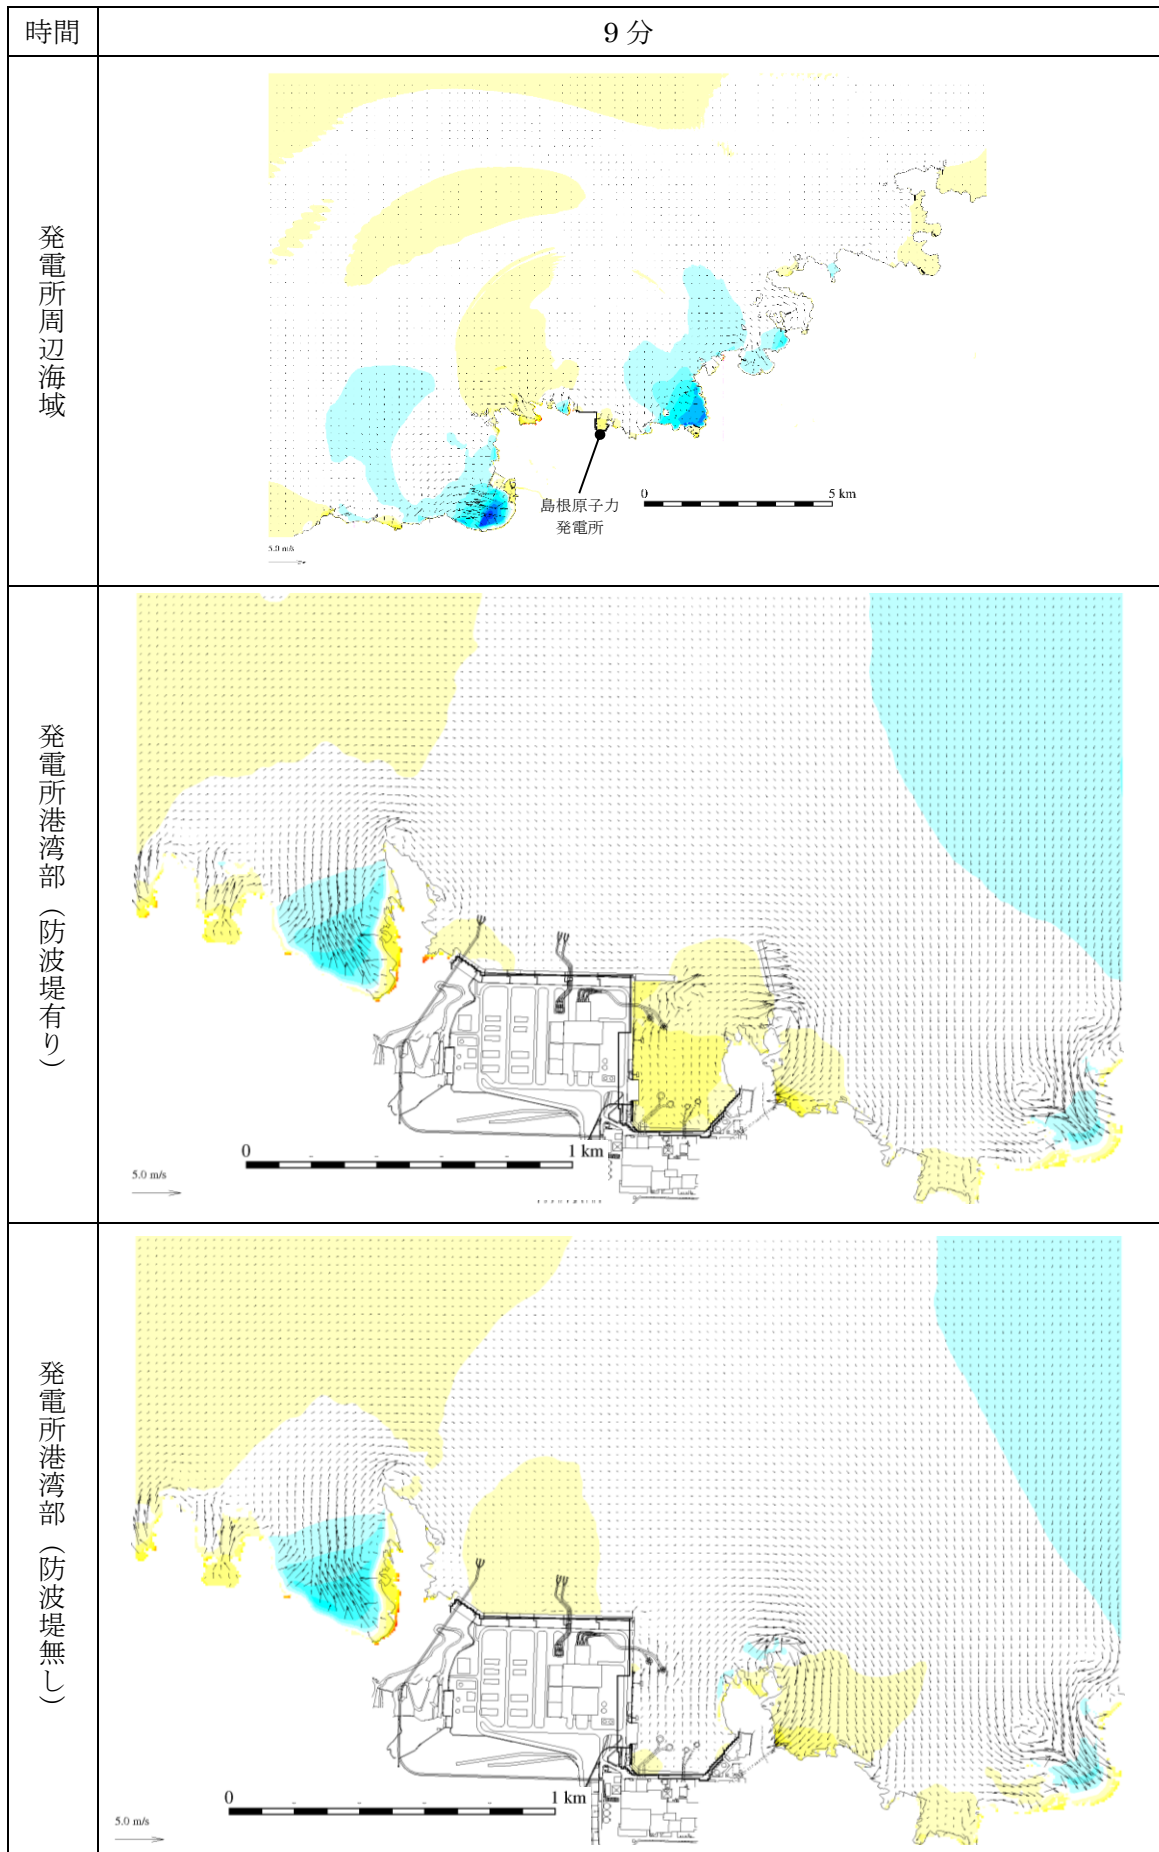 時間
9分
発電所周辺海域
島根原子力
発電所
0 5 km
5.0 m/s
発電所港湾部（防波堤有り）
0 1 km
5.0 m/s
発電所港湾部（防波堤無し）
0 1 km
5.0 m/s